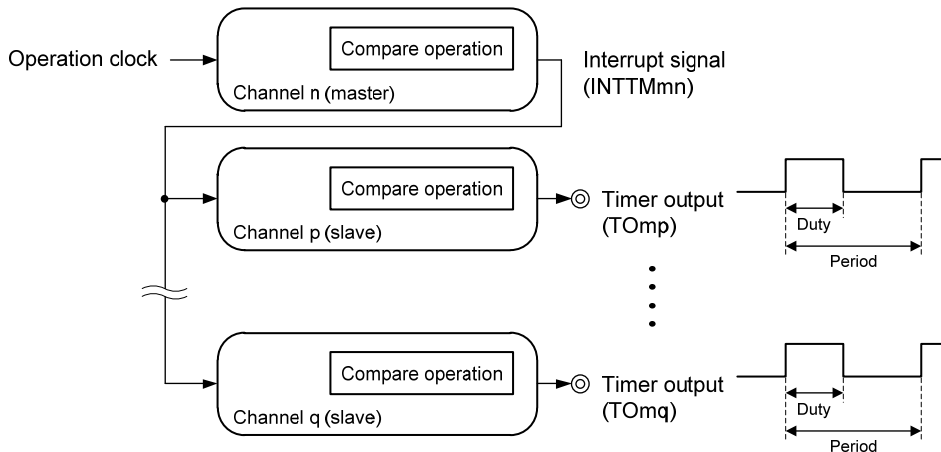 Operation clock
Compare operation
Channel n (master)
Interrupt signal
(INTTMmn)
Compare operation
Channel p (slave)
Timer output
(TOmp)
Duty
Period
Compare operation
Channel q (slave)
Timer output
(TOmq)
Duty
Period